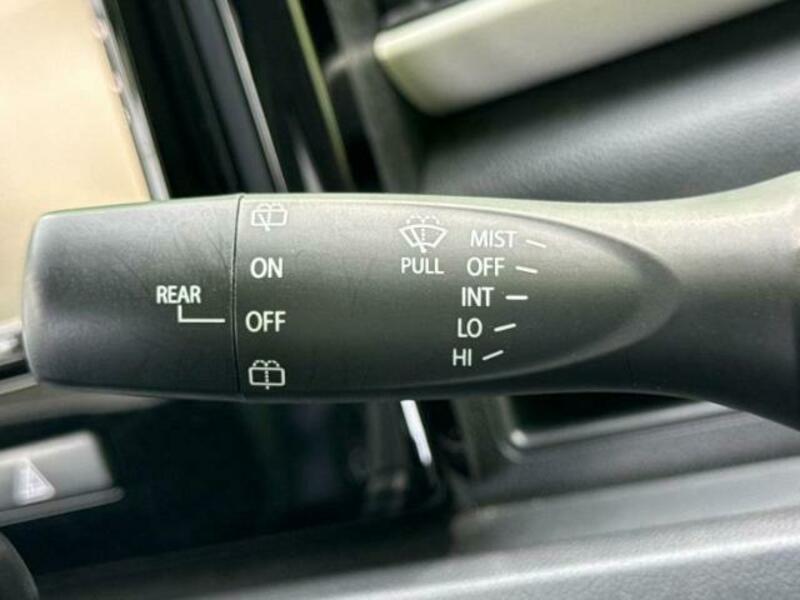 REAR
ON
OFF
PULL
MIST
OFF
INT
LO
HI